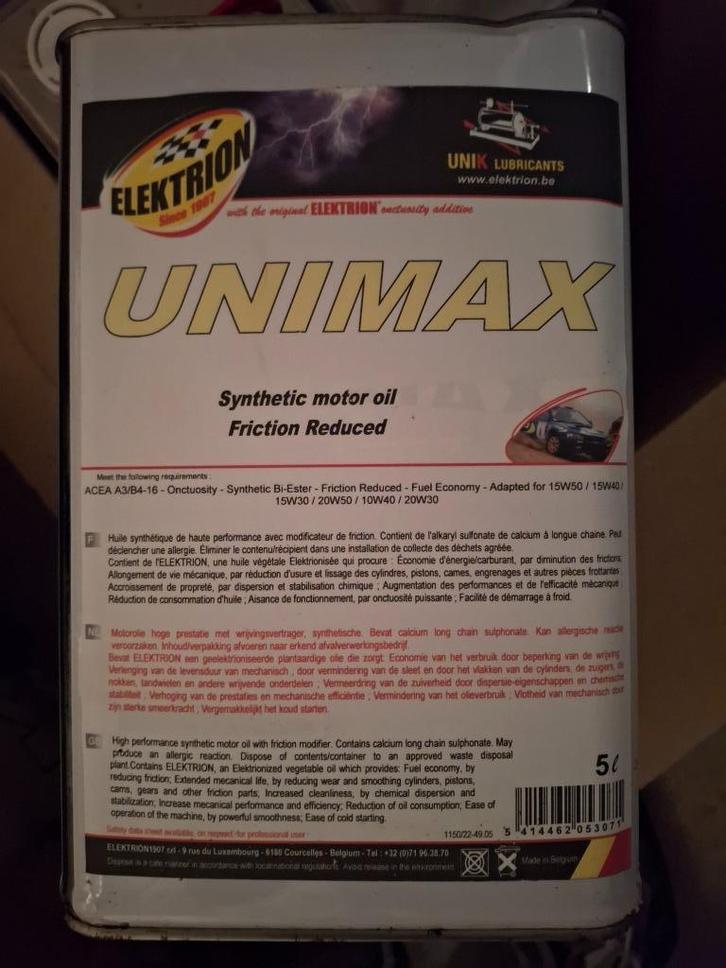 ELEKTRION
Since 1907
UNIK LUBRICANTS
www.elektrion.be
with the original ELEKTRION® onctuosity additive
UNIMAX
Synthetic motor oil
Friction Reduced
Meet the following requirements :
ACEA A3/B4-16 - Onctuosity - Synthetic Bi-Ester - Friction Reduced - Fuel Economy - Adapted for 15W50 / 15W40 /
15W30 / 20W50 / 10W40 / 20W30
F Huile synthétique de haute performance avec modificateur de friction. Contient de l'alkaryl sulfonate de calcium à longue chaine. Peut
déclencher une allergie. Éliminer le contenu/récipient dans une installation de collecte des déchets agréée.
Contient de l'ELEKTRION, une huile végétale Elektrionisée qui procure : Économie d'énergie/carburant, par diminution des frictions;
Allongement de vie mécanique, par réduction d'usure et lissage des cylindres, pistons, cames, engrenages et autres pièces frottantes ;
Accroissement de propreté, par dispersion et stabilisation chimique ; Augmentation des performances et de l'efficacité mécanique ;
Réduction de consommation d'huile ; Aisance de fonctionnement, par onctuosité puissante ; Facilité de démarrage à froid.
NL Motorolie hoge prestatie met wrijvingsvertrager, synthetische. Bevat calcium long chain sulphonate. Kan allergische reactie
veroorzaken. Inhoud/verpakking afvoeren naar erkend afvalverwerkingsbedrijf.
Bevat ELEKTRION een geelektrioniseerde plantaardige olie die zorgt: Economie van het verbruik door beperking van de wrijving ;
Verlenging van de levensduur van mechanisch , door vermindering van de sleet en door het vlakken van de cylinders, de zuigers, de
nokken, tandwielen en andere wrijvende onderdelen ; Vermeerdring van de zuiverheid door dispersie-eigenschappen en chemische
stabiliteit ; Verhoging van de prestaties en mechanische efficiëntie ; Vermindering van het olieverbruik ; Vlotheid van mechanisch door
zijn sterke smeerkracht ; Vergemakkelijkt het koud starten.
GB High performance synthetic motor oil with friction modifier. Contains calcium long chain sulphonate. May
produce an allergic reaction. Dispose of contents/container to an approved waste disposal
plant.Contains ELEKTRION, an Elektrionized vegetable oil which provides: Fuel economy, by
reducing friction; Extended mecanical life, by reducing wear and smoothing cylinders, pistons,
cams, gears and other friction parts; Increased cleanliness, by chemical dispersion and
stabilization; Increase mecanical performance and efficiency; Reduction of oil consumption; Ease of
operation of the machine, by powerful smoothness; Ease of cold starting.
5ℓ
Safety data sheet available, on request for professional user
1150/22-49.05
5 414462 053071
ELEKTRION1907 srl - 9 rue du Luxembourg - 6180 Courcelles - Belgium - Tel : +32 (0)71 96.38.70
Dispose in a safe manner in accordance with local/national regulations. Avoid release in the environment
Made in Belgium